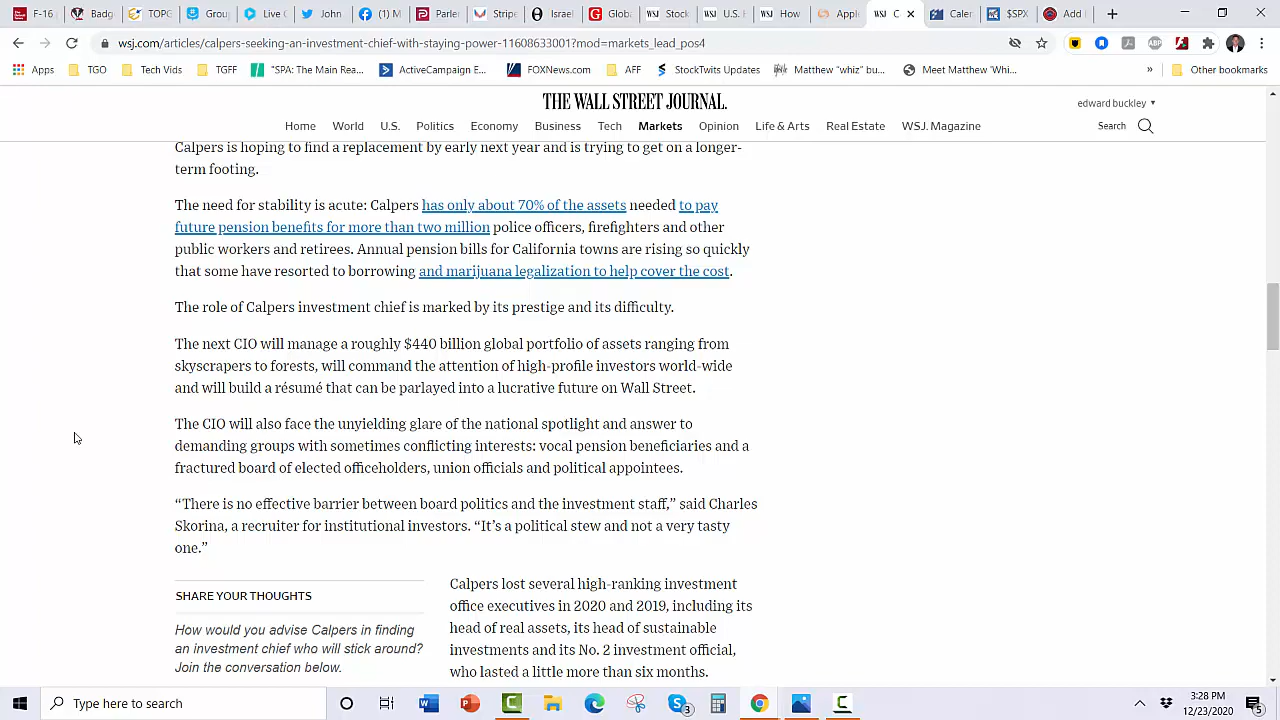 F-16
Badg
TOPG
Group
Live C
John
(1) M
Parler
Stripe
Israel
Globa
Stock
U.S. E
How
Apple
C
Caler
$SPX
Add I
wsj.com/articles/calpers-seeking-an-investment-chief-with-staying-power-11608633001?mod=markets_lead_pos4
Apps
TGO
Tech Vids
TGFF
"SPA: The Main Rea...
ActiveCampaign E...
FOXNews.com
AFF
StockTwits Updates
Matthew "whiz" bu...
Meet Matthew 'Whi...
»
Other bookmarks
THE WALL STREET JOURNAL.
edward buckley
Home World U.S. Politics Economy Business Tech Markets Opinion Life & Arts Real Estate WSJ. Magazine
Search
Calpers is hoping to find a replacement by early next year and is trying to get on a longer-
term footing.
The need for stability is acute: Calpers has only about 70% of the assets needed to pay
future pension benefits for more than two million police officers, firefighters and other
public workers and retirees. Annual pension bills for California towns are rising so quickly
that some have resorted to borrowing and marijuana legalization to help cover the cost.
The role of Calpers investment chief is marked by its prestige and its difficulty.
The next CIO will manage a roughly $440 billion global portfolio of assets ranging from
skyscrapers to forests, will command the attention of high-profile investors world-wide
and will build a résumé that can be parlayed into a lucrative future on Wall Street.
The CIO will also face the unyielding glare of the national spotlight and answer to
demanding groups with sometimes conflicting interests: vocal pension beneficiaries and a
fractured board of elected officeholders, union officials and political appointees.
“There is no effective barrier between board politics and the investment staff,” said Charles
Skorina, a recruiter for institutional investors. “It’s a political stew and not a very tasty
one.”
SHARE YOUR THOUGHTS
How would you advise Calpers in finding
an investment chief who will stick around?
Join the conversation below.
Calpers lost several high-ranking investment
office executives in 2020 and 2019, including its
head of real assets, its head of sustainable
investments and its No. 2 investment official,
who lasted a little more than six months.
Type here to search
3:28 PM
12/23/2020